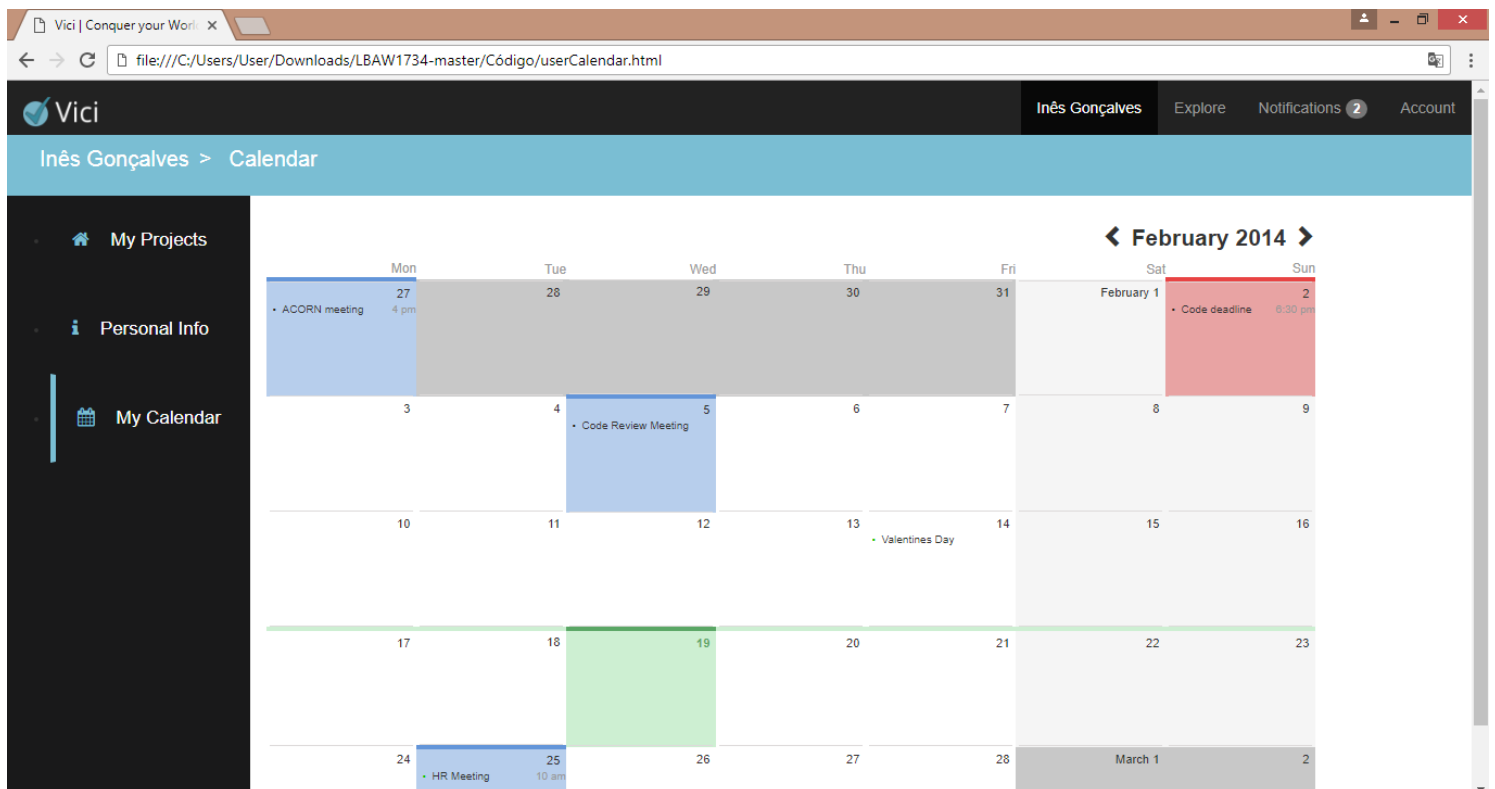 Vici | Conquer your Work
file:///C:/Users/User/Downloads/LBAW1734-master/Código/userCalendar.html
Vici
Inês Gonçalves Explore Notifications 2 Account
Inês Gonçalves > Calendar
My Projects
Personal Info
My Calendar
February 2014
Mon Tue Wed Thu Fri Sat Sun
27 28 29 30 31 February 1 2
• ACORN meeting 4 pm • Code deadline 6:30 pm
3 4 5 6 7 8 9
• Code Review Meeting
10 11 12 13 14 15 16
• Valentines Day
17 18 19 20 21 22 23
24 25 26 27 28 March 1 2
• HR Meeting 10 am